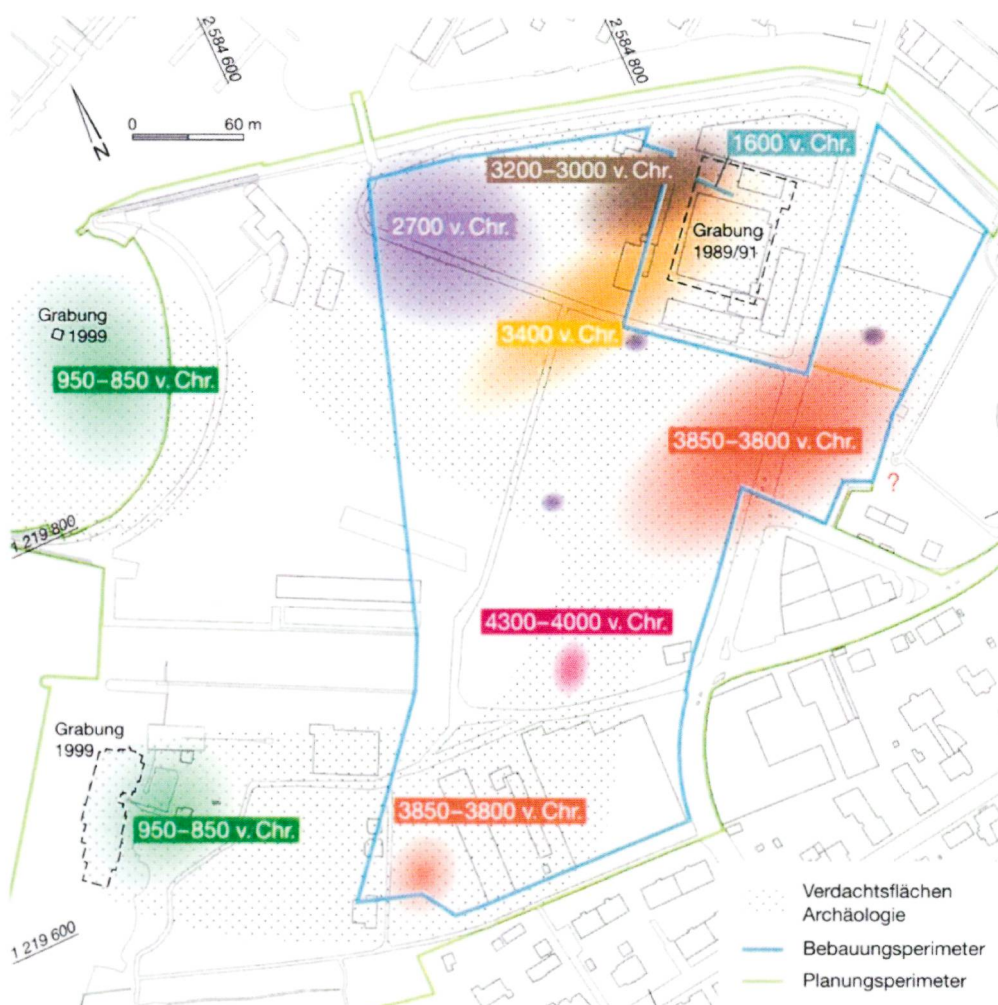 2 584 600
2 584 800
N
0 60 m
1600 v. Chr.
3200–3000 v. Chr.
2700 v. Chr.
Grabung
1989/91
Grabung
1999
3400 v. Chr.
950–850 v. Chr.
3850–3800 v. Chr.
?
1 219 800
4300–4000 v. Chr.
Grabung
1999
3850–3800 v. Chr.
950–850 v. Chr.
1 219 600
Verdachtsflächen
Archäologie
Bebauungsperimeter
Planungsperimeter